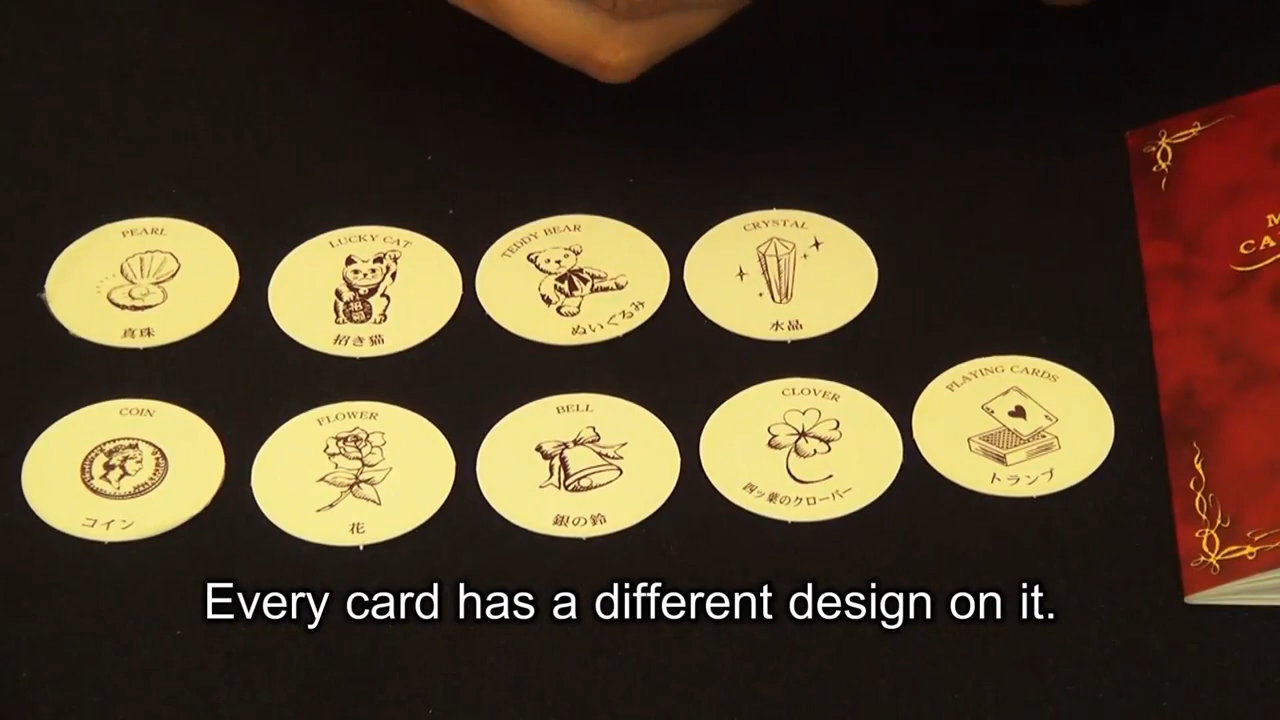 PEARL
真珠
LUCKY CAT
招き猫
TEDDY BEAR
ぬいぐるみ
CRYSTAL
水晶
COIN
コイン
FLOWER
花
BELL
銀の鈴
CLOVER
四ッ葉のクローバー
PLAYING CARDS
トランプ
Every card has a different design on it.